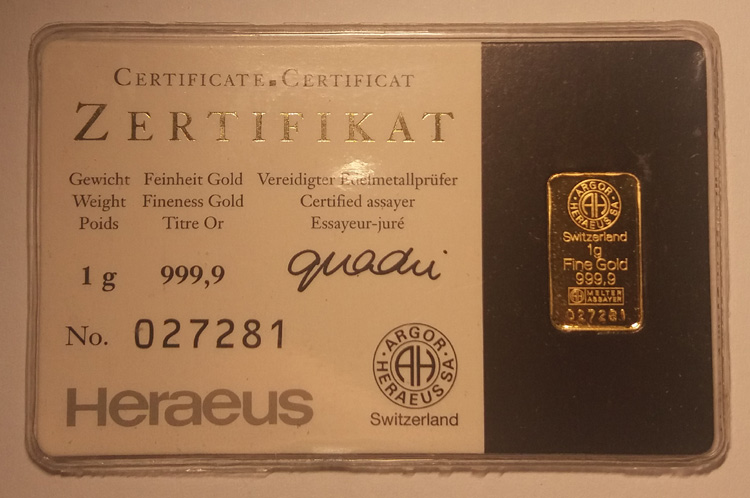 CERTIFICATE▪CERTIFICAT
ZERTIFIKAT
Gewicht Feinheit Gold Vereidigter Edelmetallprüfer
Weight Fineness Gold Certified assayer
Poids Titre Or Essayeur-juré
1 g 999,9 quadri
No. 027281
Heraeus
·ARGOR·
AH
HERAEUS SA
Switzerland
·ARGOR·
AH
HERAEUS SA
Switzerland
1g
Fine Gold
999,9
AH MELTER
ASSAYER
027281